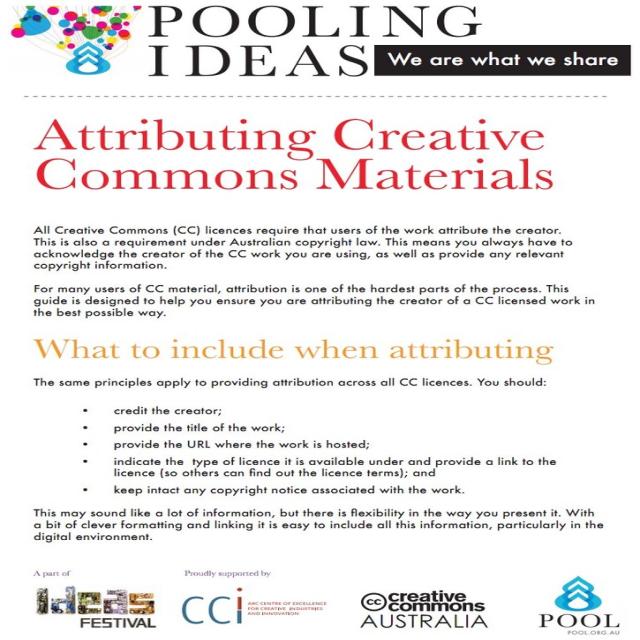 POOLING
IDEAS We are what we share
Attributing Creative
Commons Materials
All Creative Commons (CC) licences require that users of the work attribute the creator.
This is also a requirement under Australian copyright law. This means you always have to
acknowledge the creator of the CC work you are using, as well as provide any relevant
copyright information.
For many users of CC material, attribution is one of the hardest parts of the process. This
guide is designed to help you ensure you are attributing the creator of a CC licensed work in
the best possible way.
What to include when attributing
The same principles apply to providing attribution across all CC licences. You should:
• credit the creator;
• provide the title of the work;
• provide the URL where the work is hosted;
• indicate the type of licence it is available under and provide a link to the
licence (so others can find out the licence terms); and
• keep intact any copyright notice associated with the work.
This may sound like a lot of information, but there is flexibility in the way you present it. With
a bit of clever formatting and linking it is easy to include all this information, particularly in the
digital environment.
A part of
Proudly supported by
ideas
FESTIVAL
cci
ARC CENTRE OF EXCELLENCE
FOR CREATIVE INDUSTRIES
AND INNOVATION
cc creative
commons
AUSTRALIA
POOL
POOL.ORG.AU